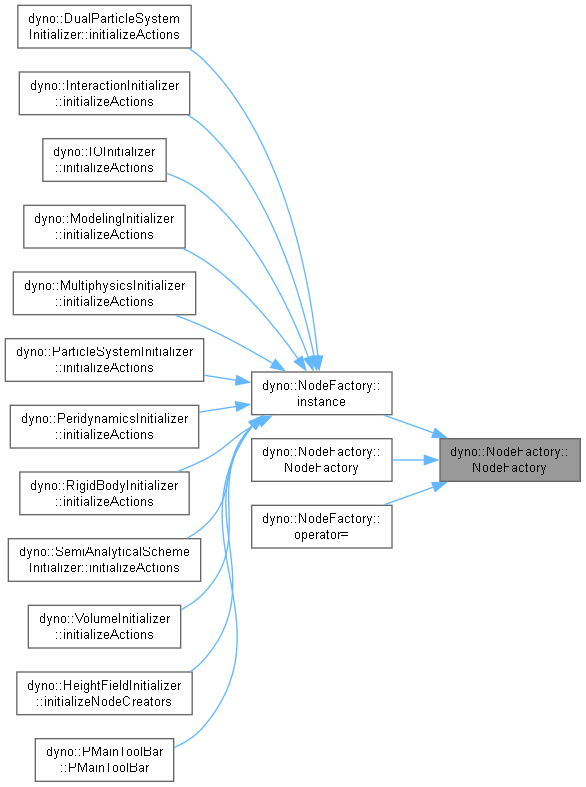 dyno::DualParticleSystem
Initializer::initializeActions
dyno::InteractionInitializer
::initializeActions
dyno::IOInitializer
::initializeActions
dyno::ModelingInitializer
::initializeActions
dyno::MultiphysicsInitializer
::initializeActions
dyno::ParticleSystemInitializer
::initializeActions
dyno::PeridynamicsInitializer
::initializeActions
dyno::RigidBodyInitializer
::initializeActions
dyno::SemiAnalyticalScheme
Initializer::initializeActions
dyno::VolumeInitializer
::initializeActions
dyno::HeightFieldInitializer
::initializeNodeCreators
dyno::PMainToolBar
::PMainToolBar
dyno::NodeFactory::
instance
dyno::NodeFactory::
NodeFactory
dyno::NodeFactory::
operator=
dyno::NodeFactory::
NodeFactory